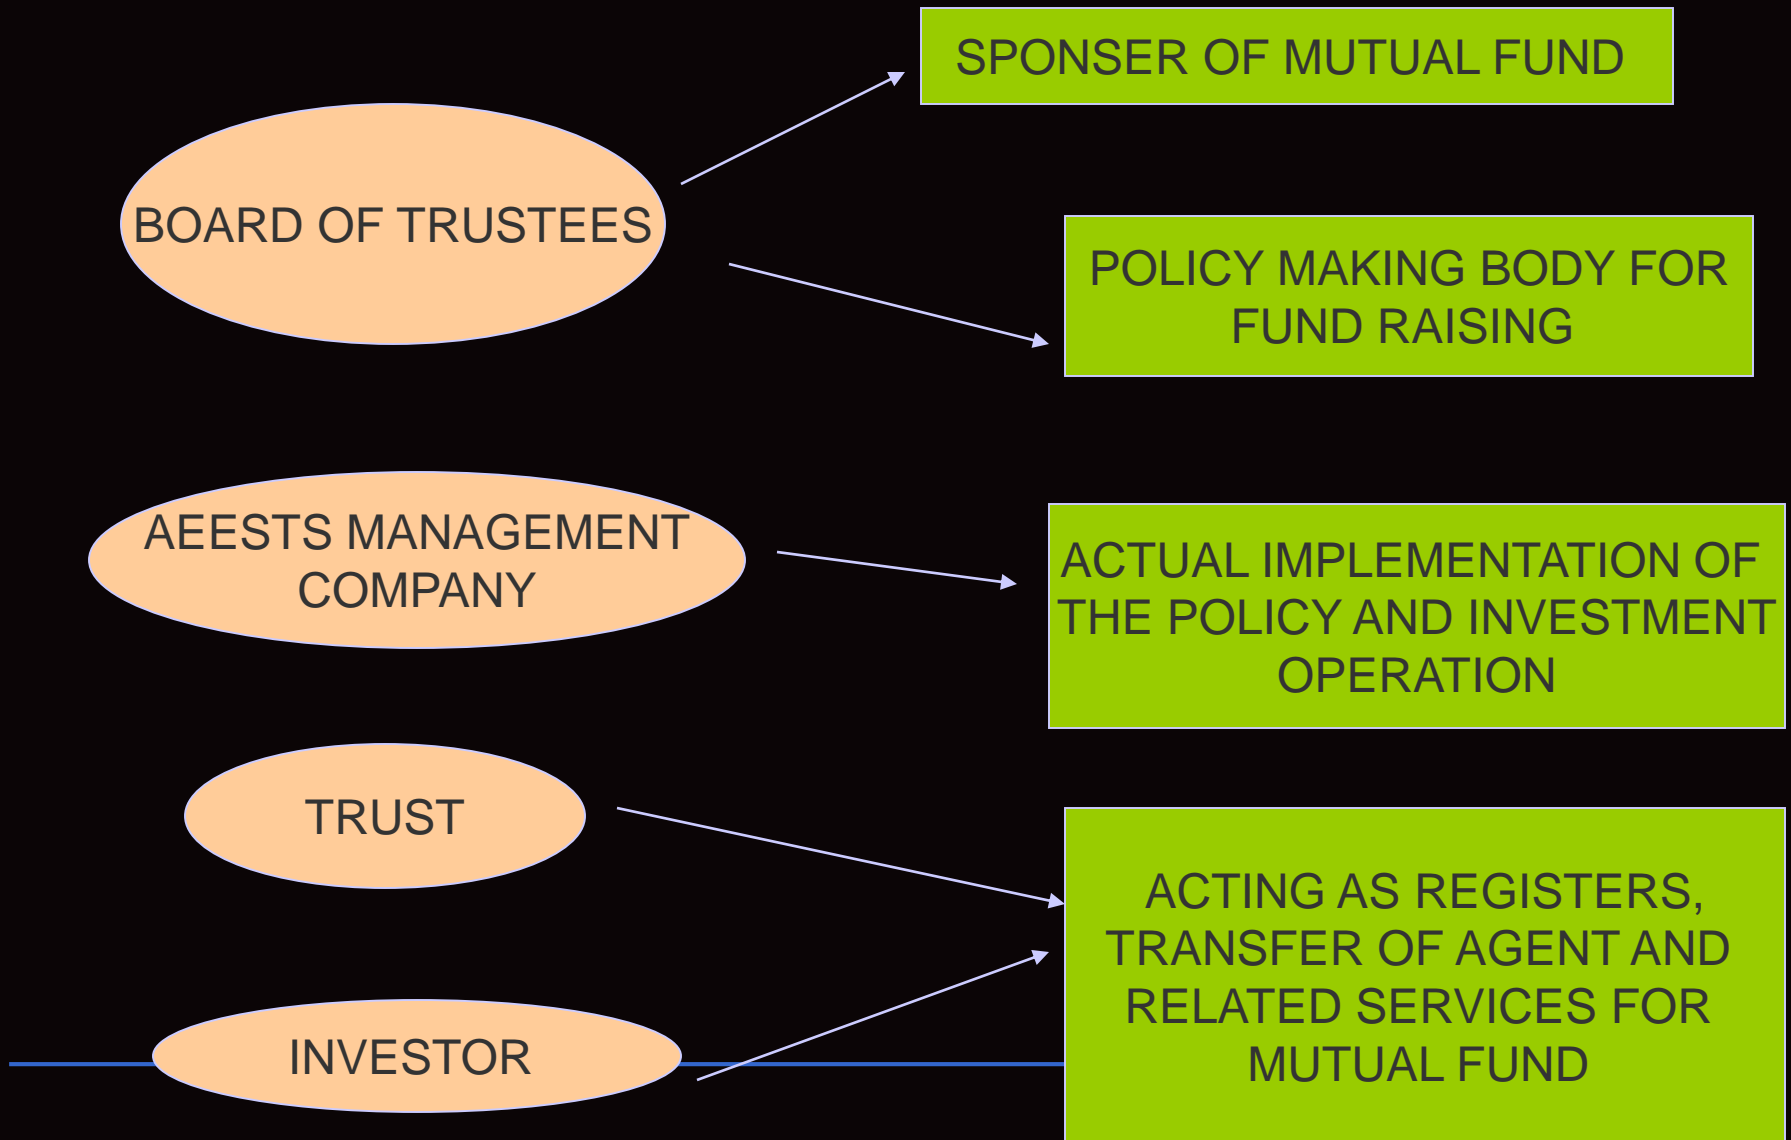 SPONSER OF MUTUAL FUND
BOARD OF TRUSTEES
POLICY MAKING BODY FOR
FUND RAISING
AEESTS MANAGEMENT
COMPANY
ACTUAL IMPLEMENTATION OF
THE POLICY AND INVESTMENT
OPERATION
TRUST
ACTING AS REGISTERS,
TRANSFER OF AGENT AND
RELATED SERVICES FOR
MUTUAL FUND
INVESTOR